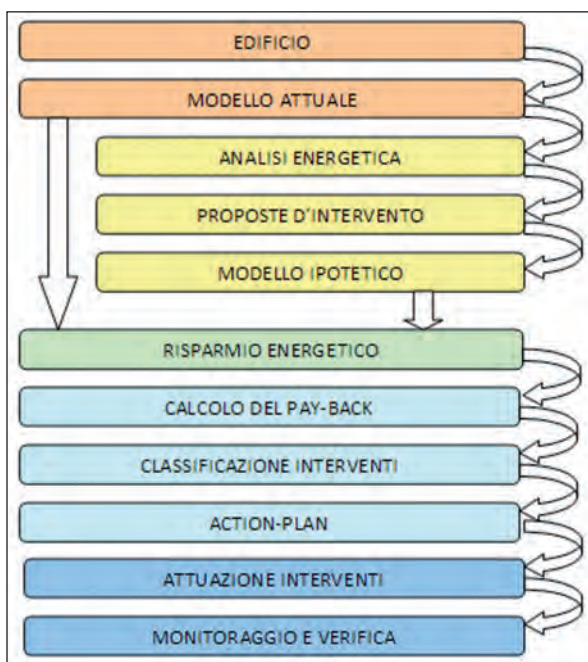 EDIFICIO
MODELLO ATTUALE
ANALISI ENERGETICA
PROPOSTE D'INTERVENTO
MODELLO IPOTETICO
RISPARMIO ENERGETICO
CALCOLO DEL PAY-BACK
CLASSIFICAZIONE INTERVENTI
ACTION-PLAN
ATTUAZIONE INTERVENTI
MONITORAGGIO E VERIFICA